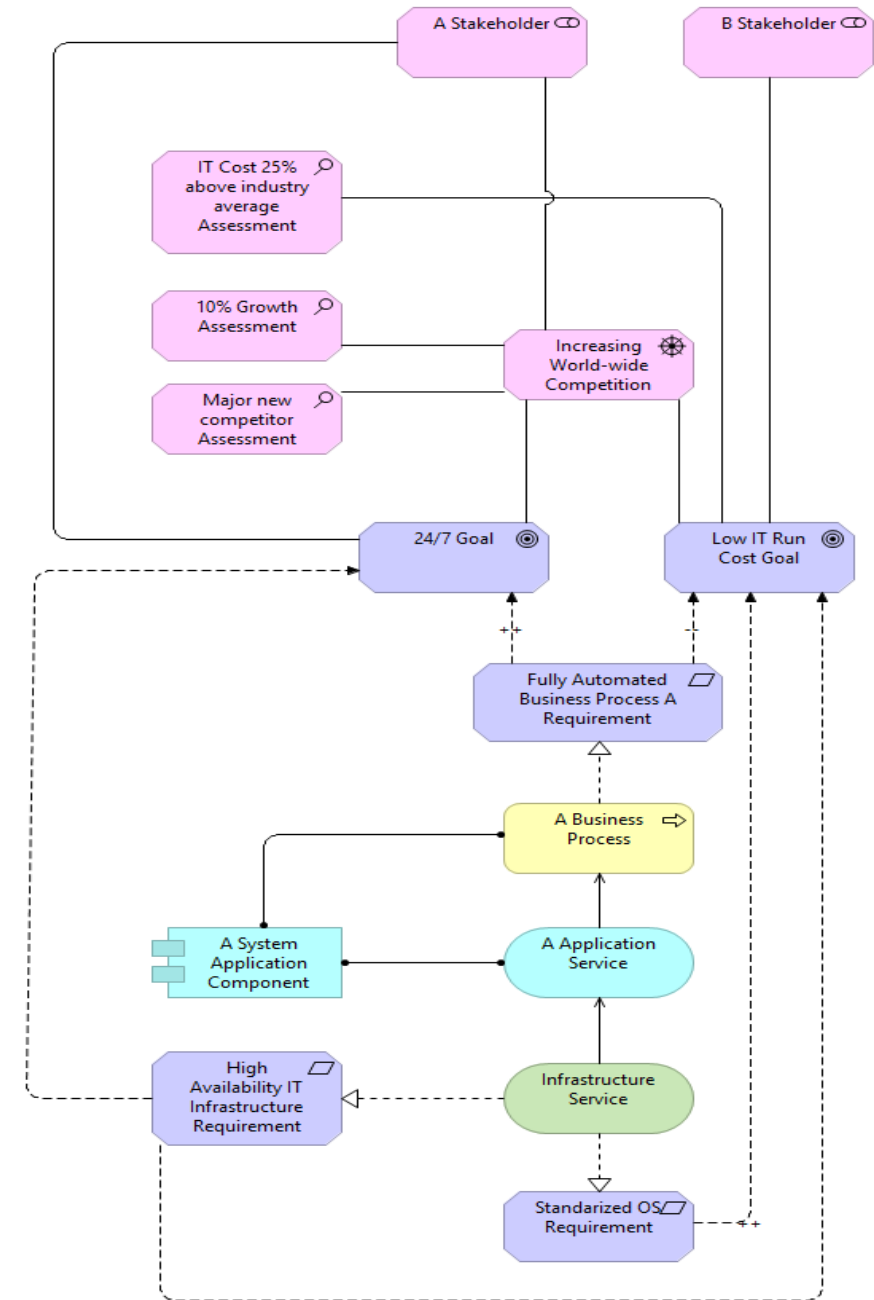 A Stakeholder
B Stakeholder
IT Cost 25%
above industry
average
Assessment
10% Growth
Assessment
Increasing
World-wide
Competition
Major new
competitor
Assessment
24/7 Goal
Low IT Run
Cost Goal
++
--
Fully Automated
Business Process A
Requirement
A Business
Process
A System
Application
Component
A Application
Service
High
Availability IT
Infrastructure
Requirement
Infrastructure
Service
Standarized OS
Requirement
++